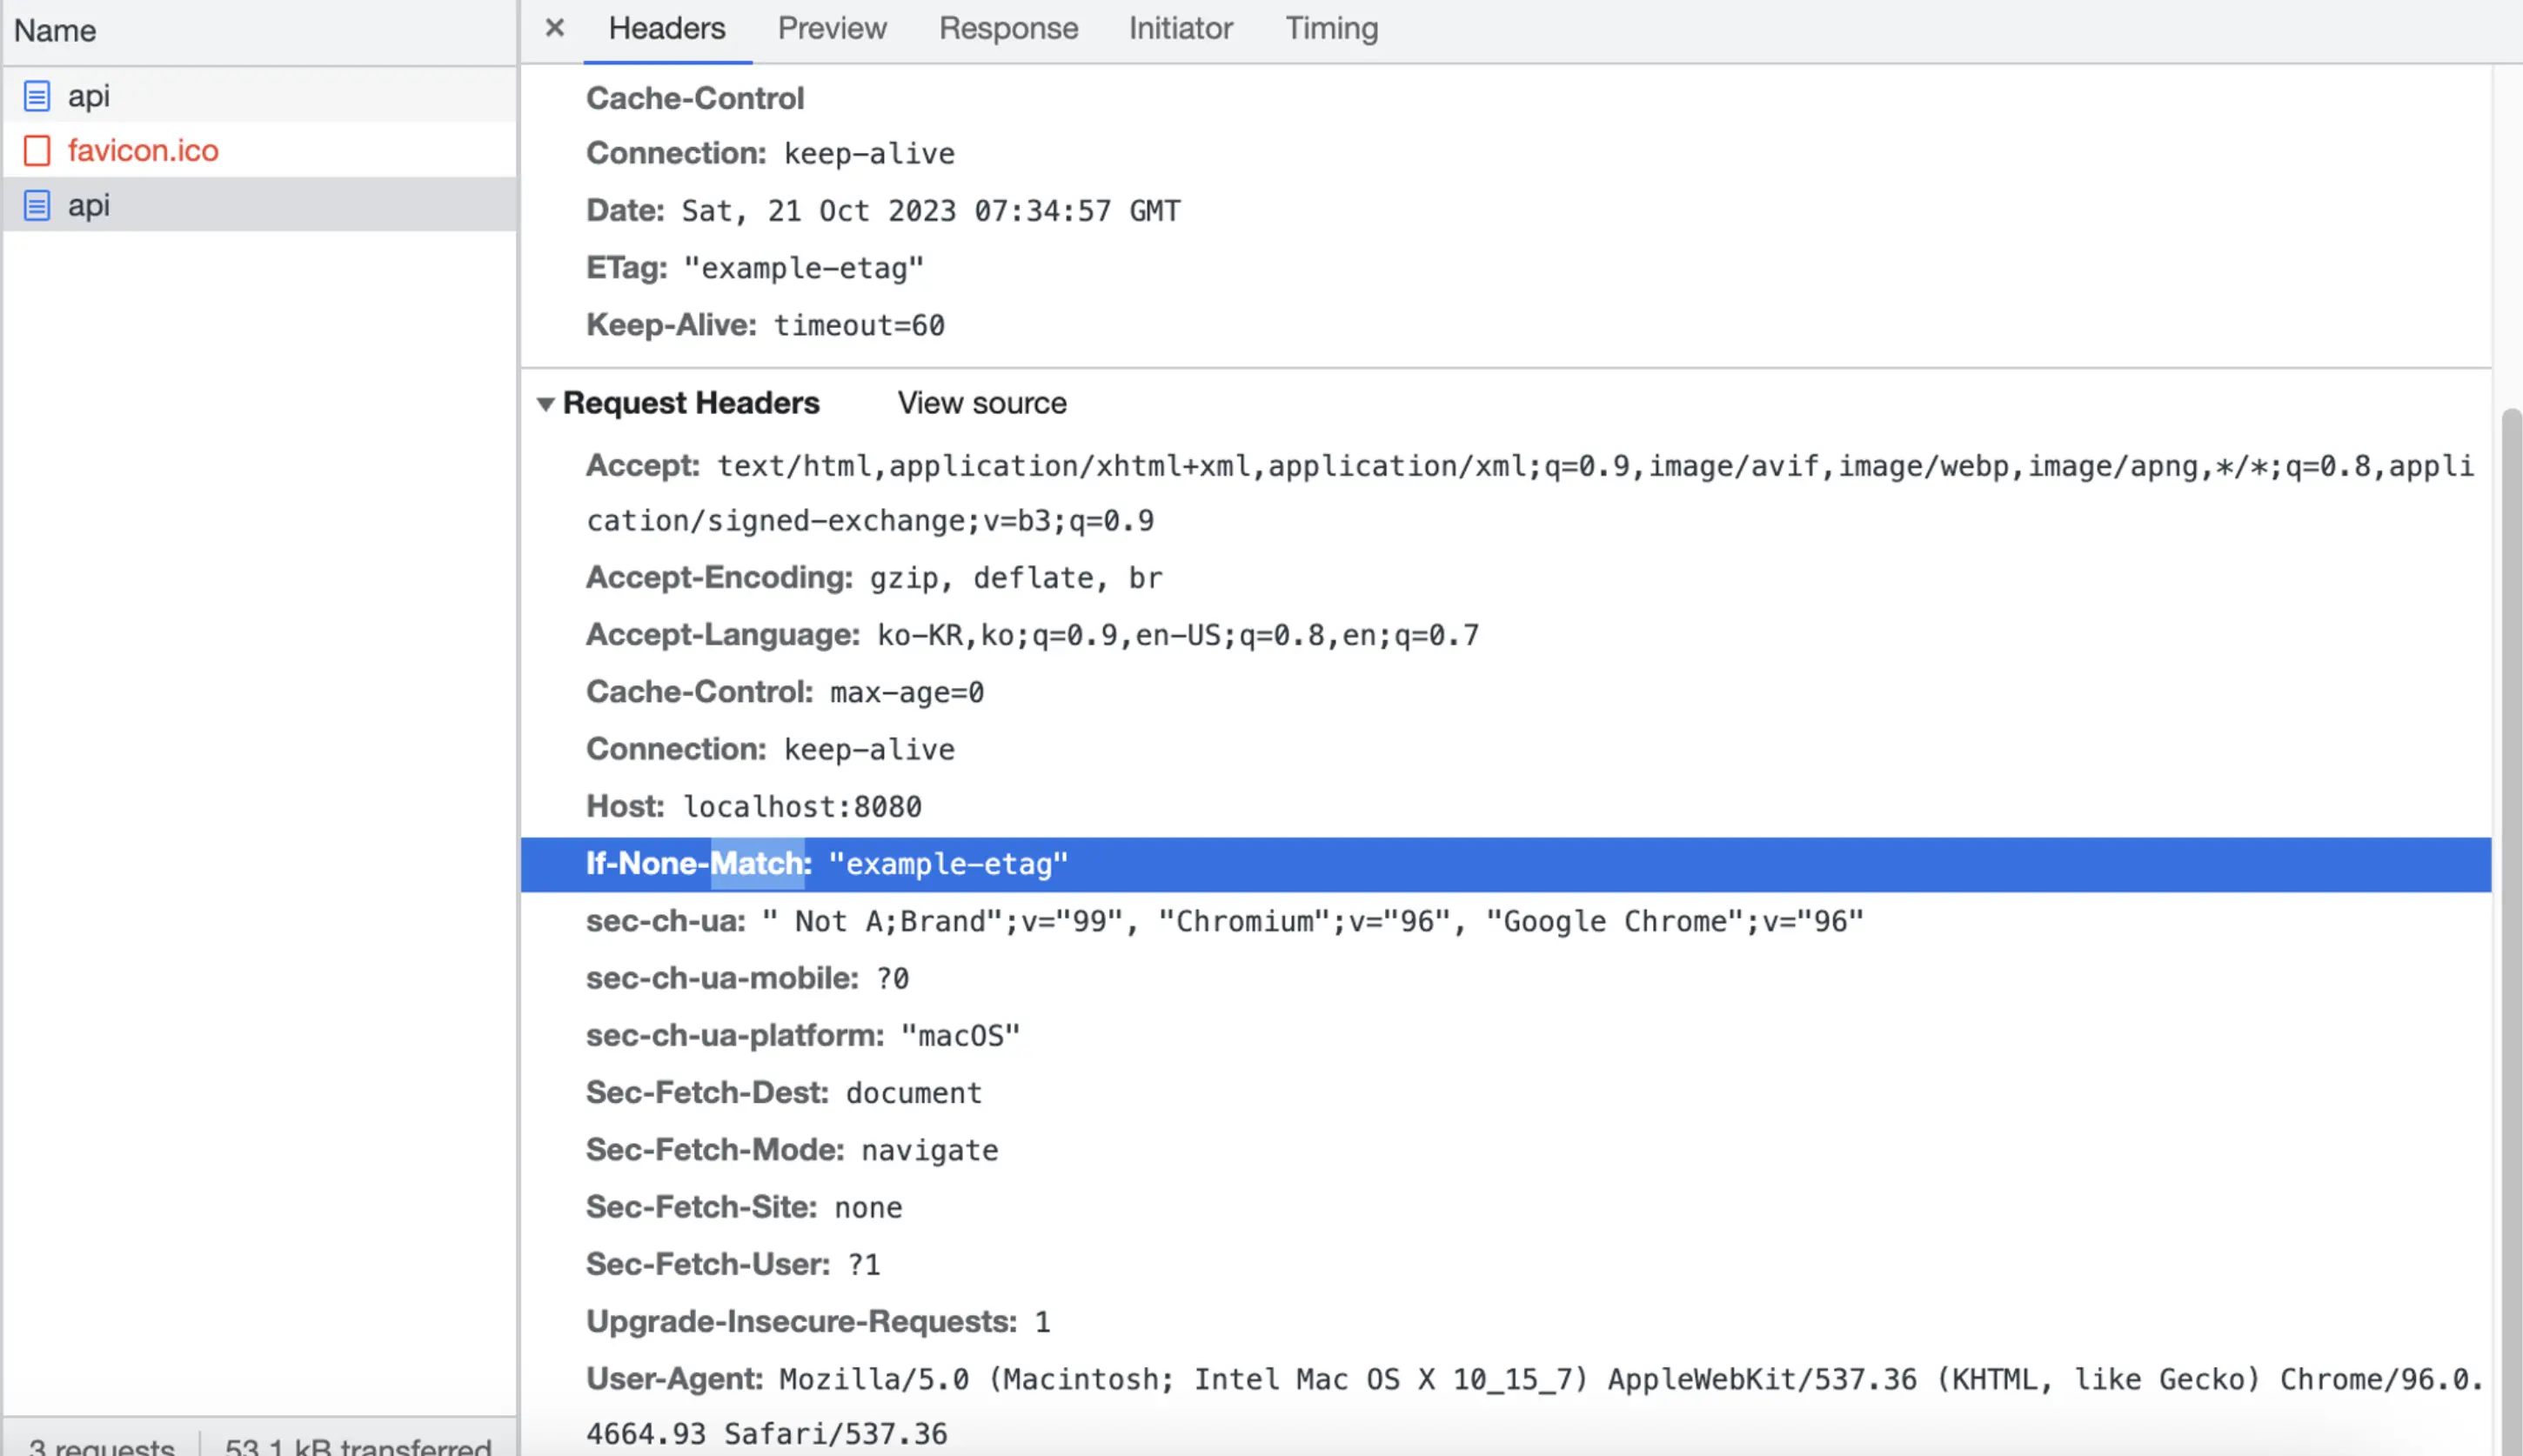 Name
api
favicon.ico
api
3 requests | 53.1 kB transferred
× Headers Preview Response Initiator Timing
Cache-Control
Connection: keep-alive
Date: Sat, 21 Oct 2023 07:34:57 GMT
ETag: "example-etag"
Keep-Alive: timeout=60
▼ Request Headers View source
Accept: text/html,application/xhtml+xml,application/xml;q=0.9,image/avif,image/webp,image/apng,*/*;q=0.8,appli
cation/signed-exchange;v=b3;q=0.9
Accept-Encoding: gzip, deflate, br
Accept-Language: ko-KR,ko;q=0.9,en-US;q=0.8,en;q=0.7
Cache-Control: max-age=0
Connection: keep-alive
Host: localhost:8080
If-None-Match: "example-etag"
sec-ch-ua: " Not A;Brand";v="99", "Chromium";v="96", "Google Chrome";v="96"
sec-ch-ua-mobile: ?0
sec-ch-ua-platform: "macOS"
Sec-Fetch-Dest: document
Sec-Fetch-Mode: navigate
Sec-Fetch-Site: none
Sec-Fetch-User: ?1
Upgrade-Insecure-Requests: 1
User-Agent: Mozilla/5.0 (Macintosh; Intel Mac OS X 10_15_7) AppleWebKit/537.36 (KHTML, like Gecko) Chrome/96.0.
4664.93 Safari/537.36